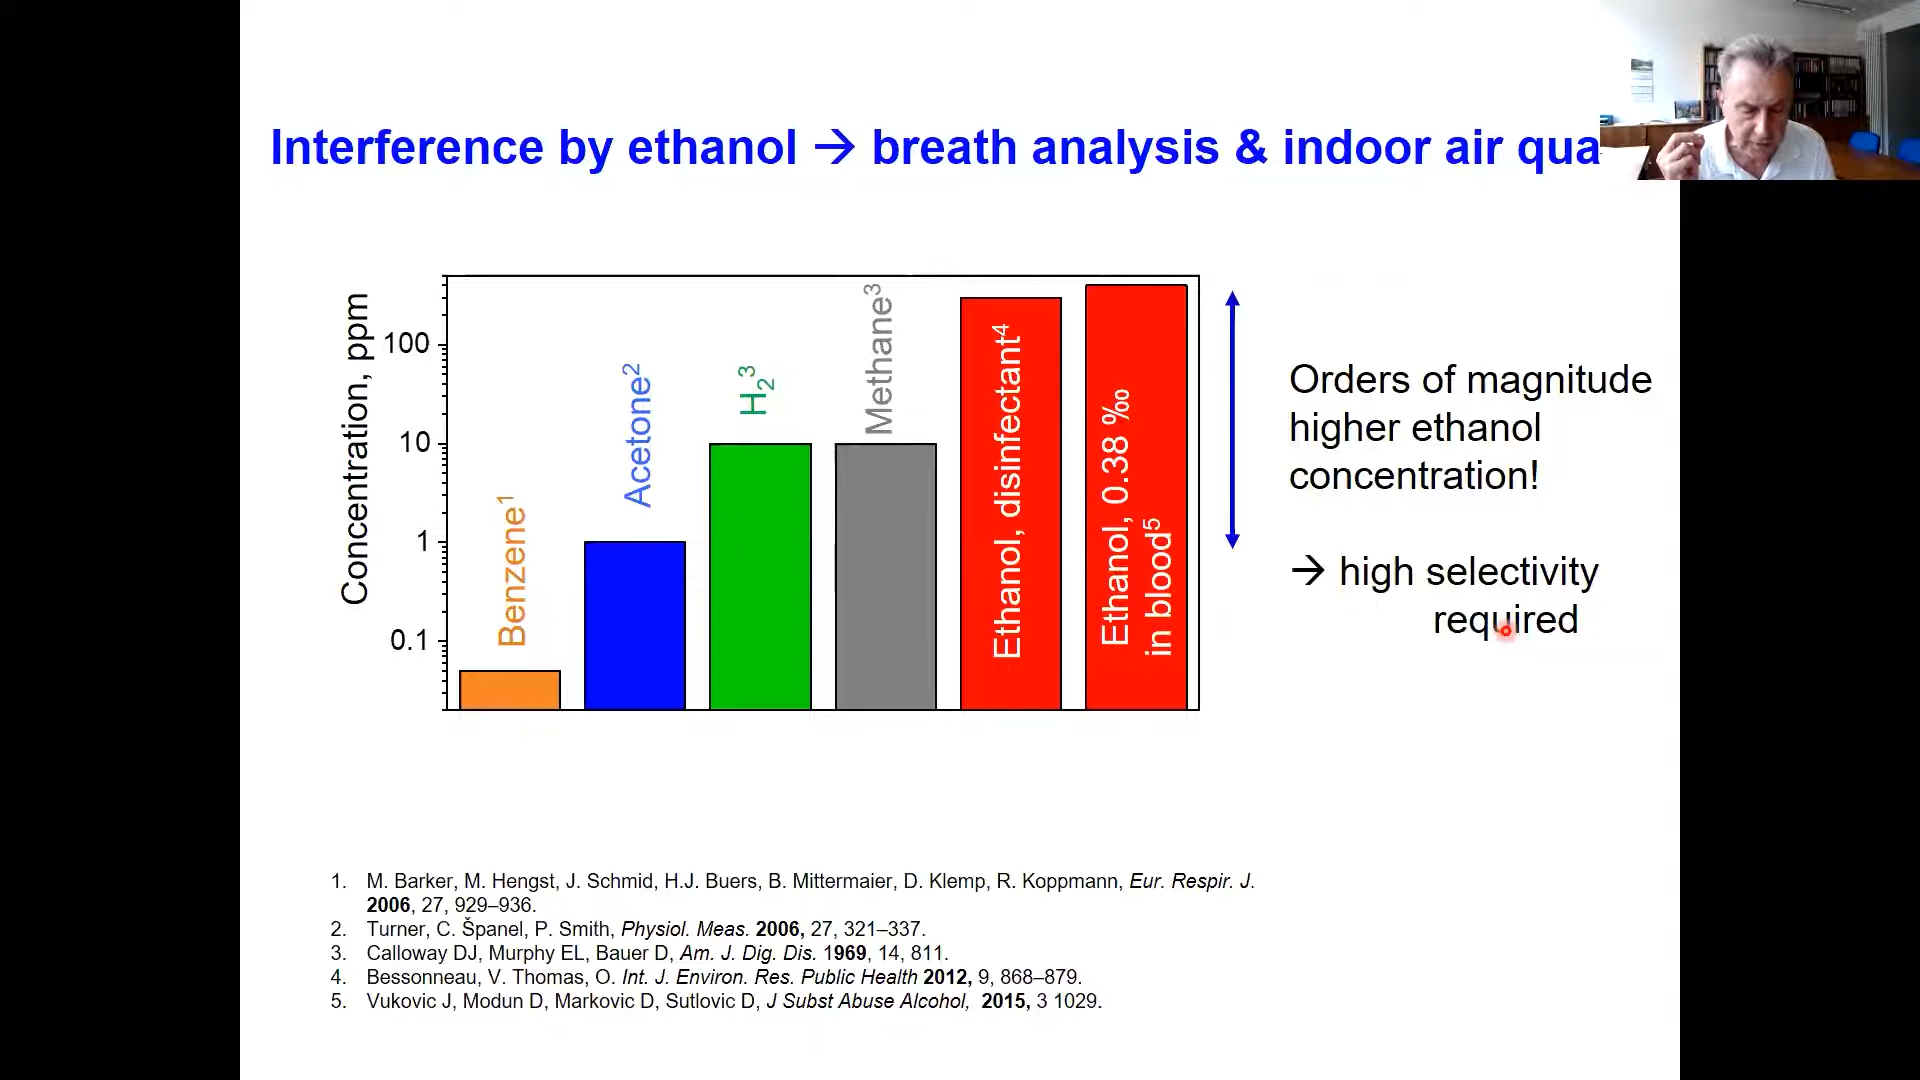 Interference by ethanol → breath analysis & indoor air qua
Concentration, ppm
100
10
1
0.1
Benzene¹
Acetone²
H₂³
Methane³
Ethanol, disinfectant⁴
Ethanol, 0.38 ‰
in blood⁵
Orders of magnitude
higher ethanol
concentration!
→ high selectivity
required
1. M. Barker, M. Hengst, J. Schmid, H.J. Buers, B. Mittermaier, D. Klemp, R. Koppmann, Eur. Respir. J.
2006, 27, 929–936.
2. Turner, C. Španel, P. Smith, Physiol. Meas. 2006, 27, 321–337.
3. Calloway DJ, Murphy EL, Bauer D, Am. J. Dig. Dis. 1969, 14, 811.
4. Bessonneau, V. Thomas, O. Int. J. Environ. Res. Public Health 2012, 9, 868–879.
5. Vukovic J, Modun D, Markovic D, Sutlovic D, J Subst Abuse Alcohol, 2015, 3 1029.